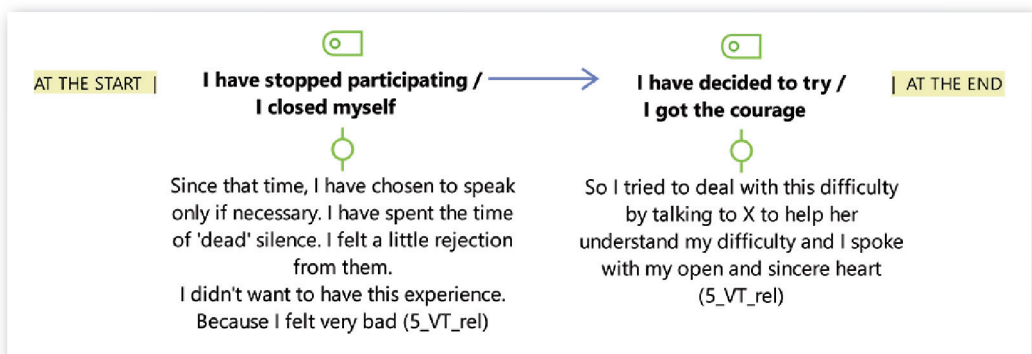 AT THE START |
I have stopped participating /
I closed myself
I have decided to try /
I got the courage
| AT THE END
Since that time, I have chosen to speak
only if necessary. I have spent the time
of 'dead' silence. I felt a little rejection
from them.
I didn't want to have this experience.
Because I felt very bad (5_VT_rel)
So I tried to deal with this difficulty
by talking to X to help her
understand my difficulty and I spoke
with my open and sincere heart
(5_VT_rel)